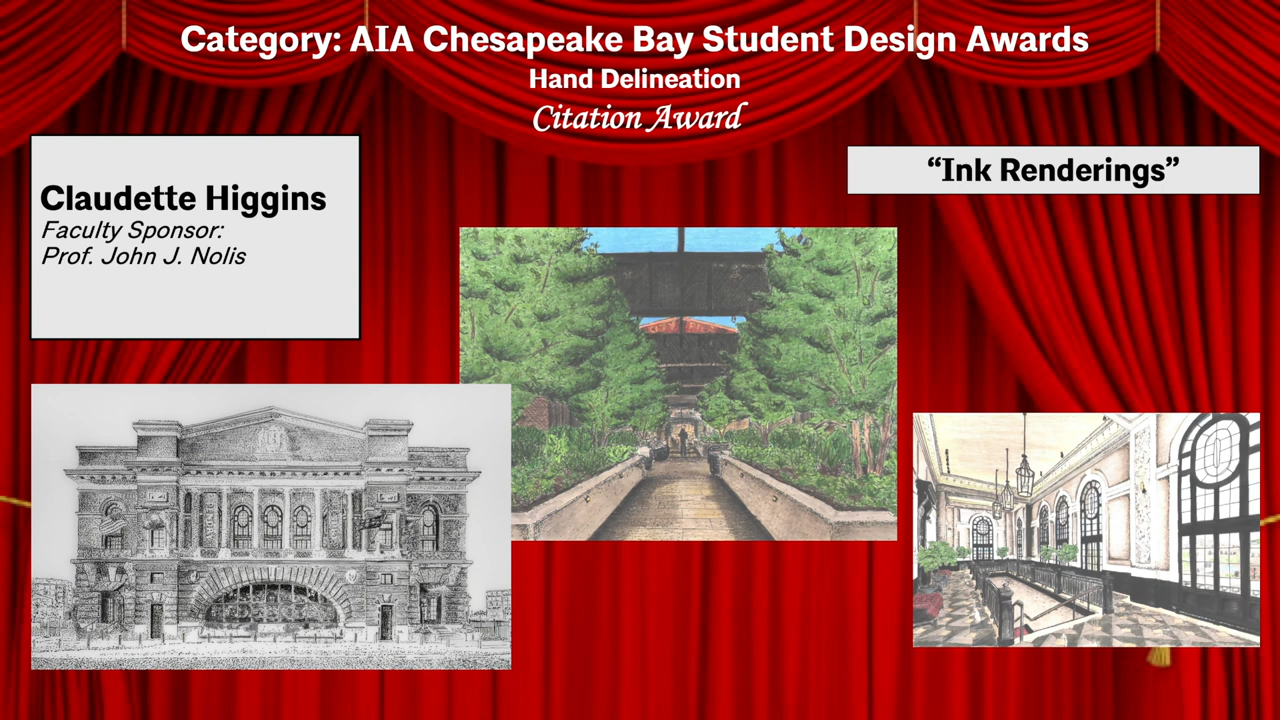 Category: AIA Chesapeake Bay Student Design Awards
Hand Delineation
Citation Award
Claudette Higgins
Faculty Sponsor:
Prof. John J. Nolis
“Ink Renderings”